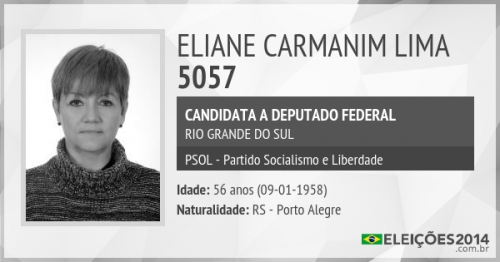 ELIANE CARMANIM LIMA
5057
CANDIDATA A DEPUTADO FEDERAL
RIO GRANDE DO SUL
PSOL - Partido Socialismo e Liberdade
Idade: 56 anos (09-01-1958)
Naturalidade: RS - Porto Alegre
ELEIÇÕES2014
.com.br